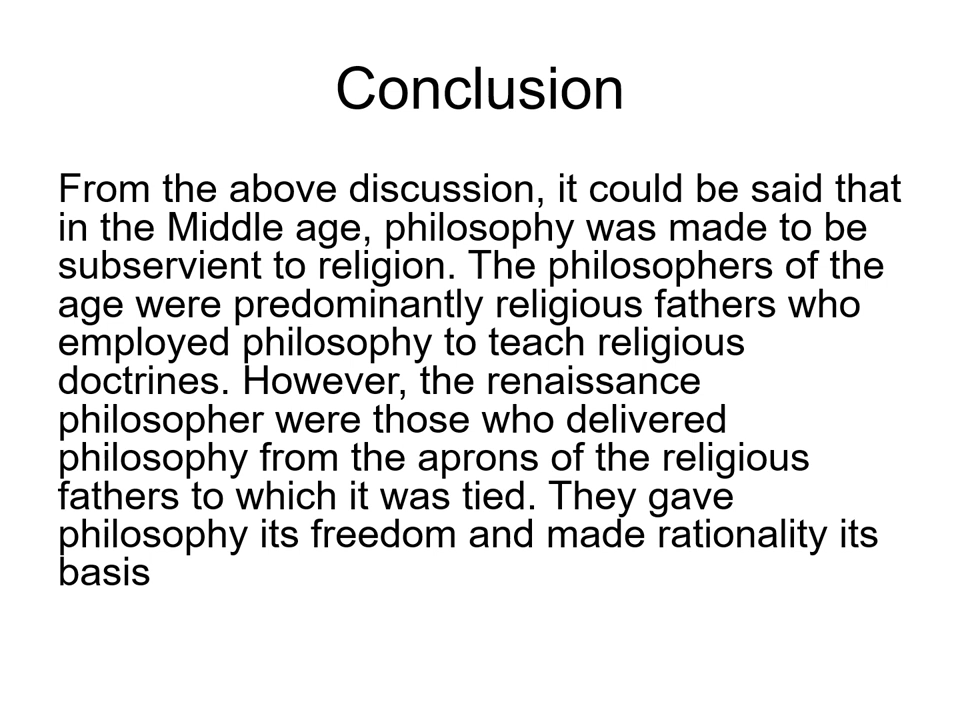 Conclusion
From the above discussion, it could be said that
in the Middle age, philosophy was made to be
subservient to religion. The philosophers of the
age were predominantly religious fathers who
employed philosophy to teach religious
doctrines. However, the renaissance
philosopher were those who delivered
philosophy from the aprons of the religious
fathers to which it was tied. They gave
philosophy its freedom and made rationality its
basis